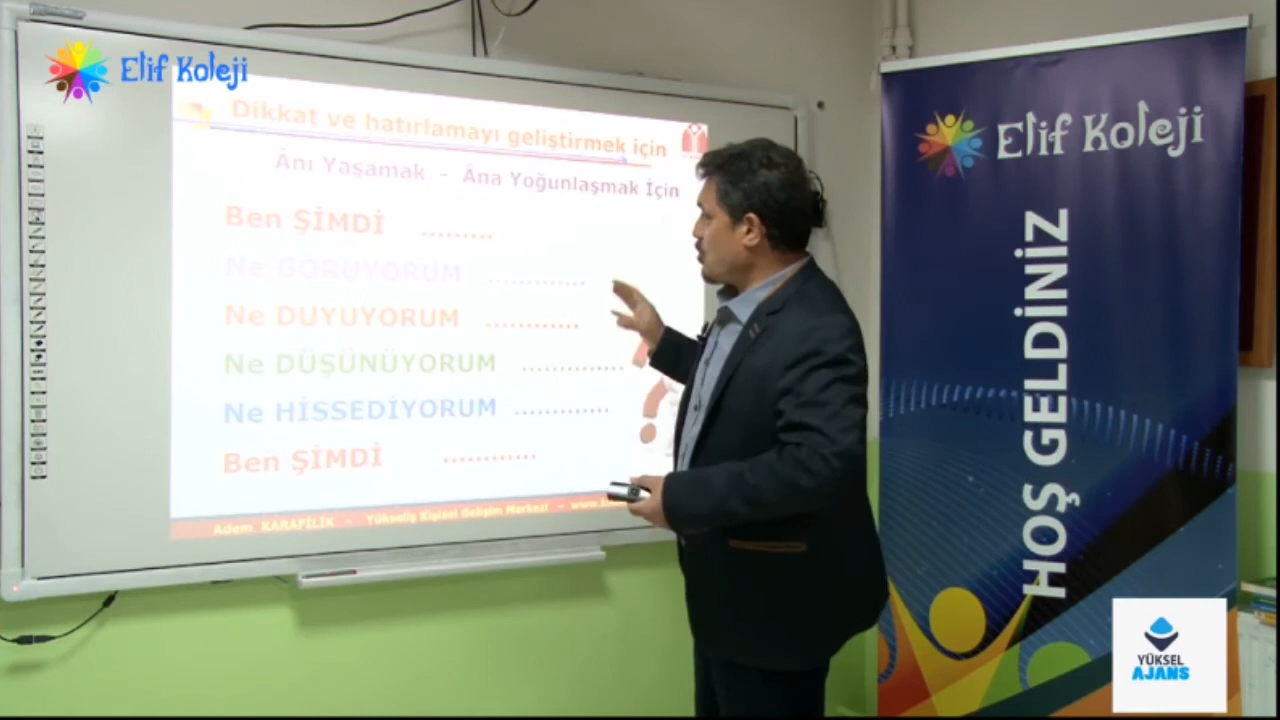 Elif Koleji
Dikkat ve hatırlamayı geliştirmek için
Ânı Yaşamak - Âna Yoğunlaşmak İçin
Ben ŞİMDİ .........
Ne GÖRÜYORUM ............
Ne DUYUYORUM ............
Ne DÜŞÜNÜYORUM .............
Ne HİSSEDİYORUM ............
Ben ŞİMDİ ............
Adem KARAFİLİK - Yükseliş Kişisel Gelişim Merkezi - www.
Elif Koleji
HOŞ GELDİNİZ
YÜKSEL
AJANS